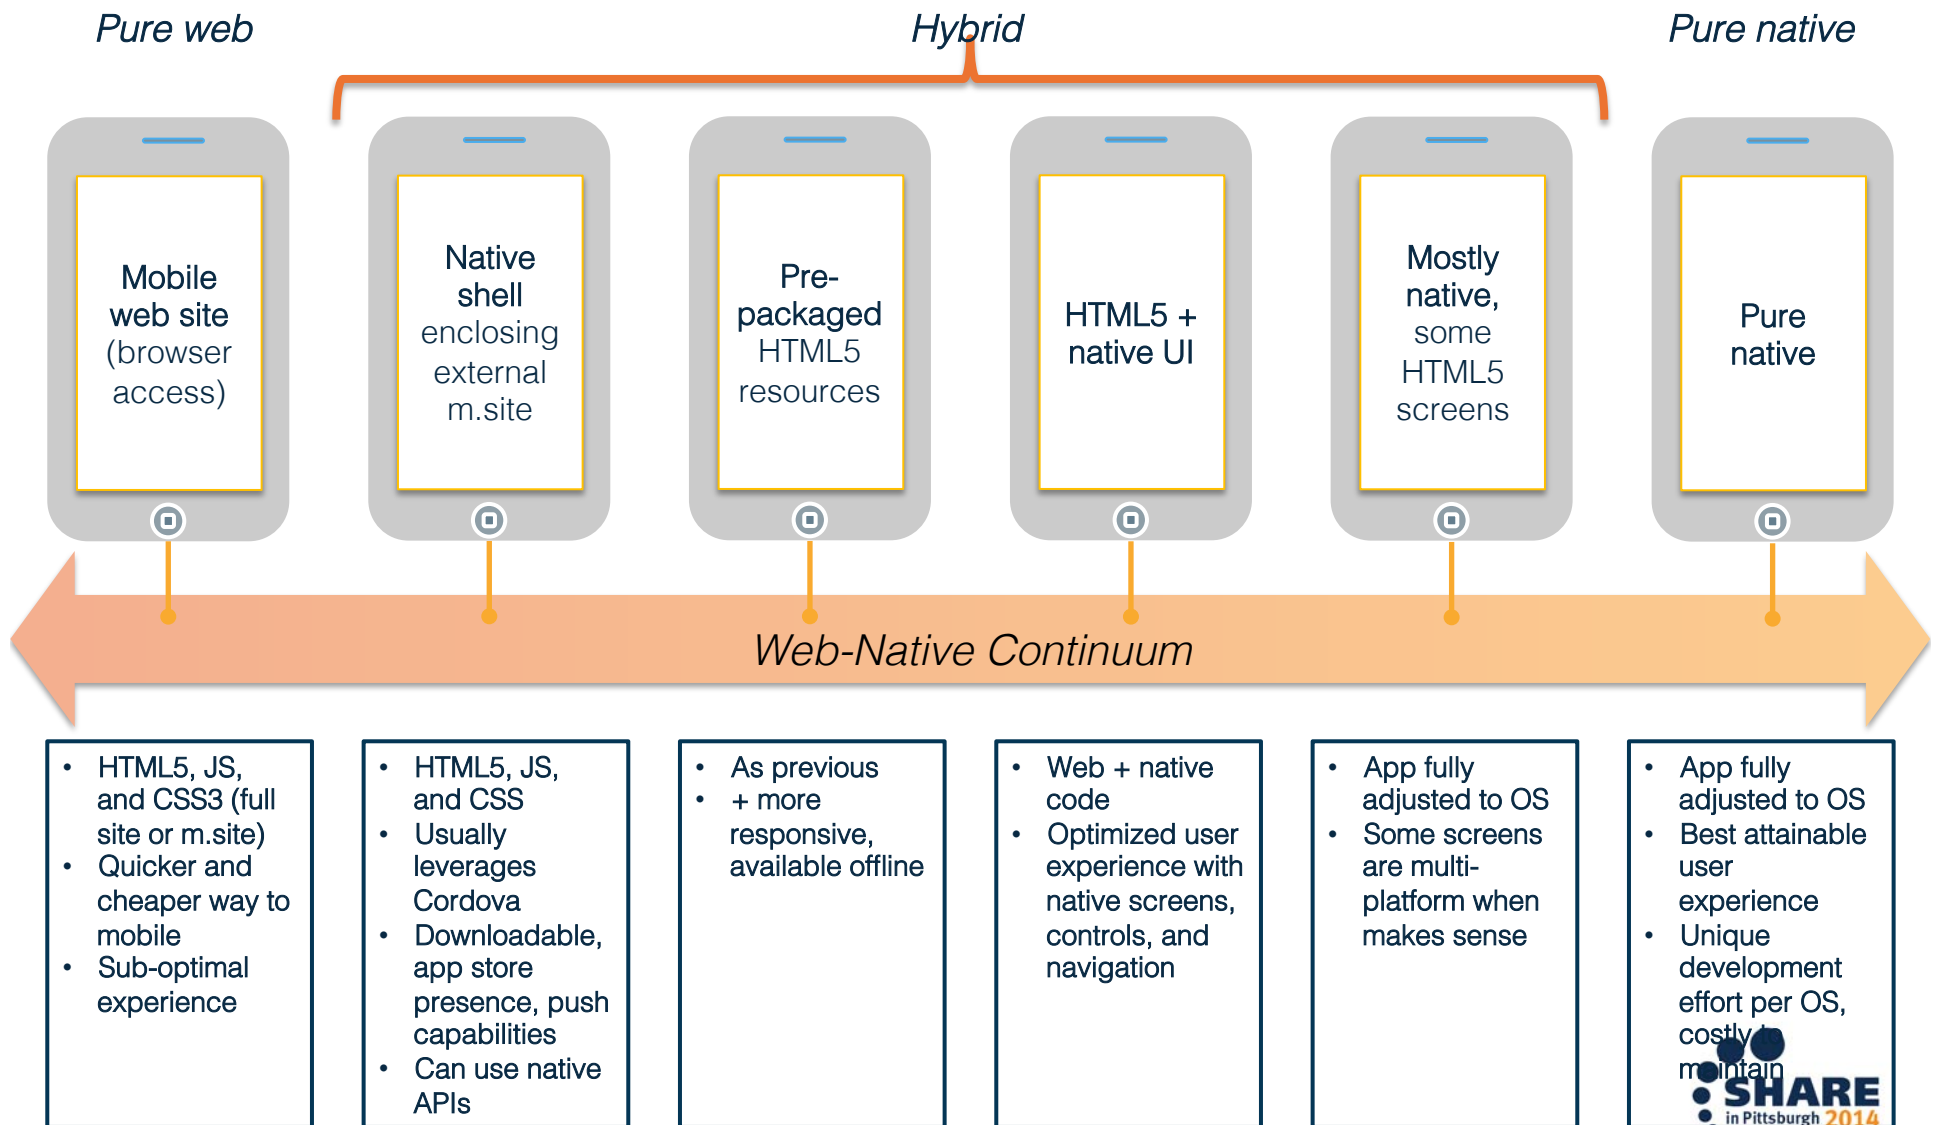 Pure web
Hybrid
Pure native
Mobile
web site
(browser
access)
Native
shell
enclosing
external
m.site
Pre-
packaged
HTML5
resources
HTML5 +
native UI
Mostly
native,
some
HTML5
screens
Pure
native
Web-Native Continuum
• HTML5, JS,
and CSS3 (full
site or m.site)
• Quicker and
cheaper way to
mobile
• Sub-optimal
experience
• HTML5, JS,
and CSS
• Usually
leverages
Cordova
• Downloadable,
app store
presence, push
capabilities
• Can use native
APIs
• As previous
• + more
responsive,
available offline
• Web + native
code
• Optimized user
experience with
native screens,
controls, and
navigation
• App fully
adjusted to OS
• Some screens
are multi-
platform when
makes sense
• App fully
adjusted to OS
• Best attainable
user
experience
• Unique
development
effort per OS,
costly to
maintain
SHARE
in Pittsburgh 2014